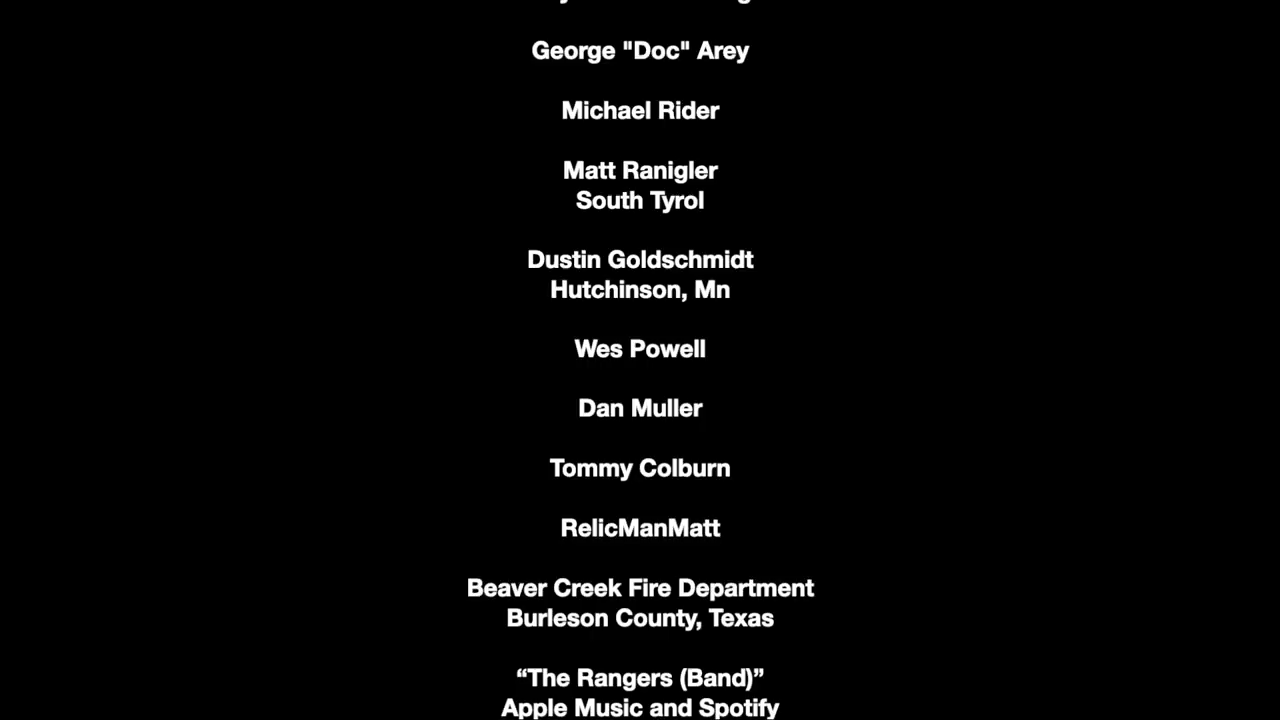 George "Doc" Arey
Michael Rider
Matt Ranigler
South Tyrol
Dustin Goldschmidt
Hutchinson, Mn
Wes Powell
Dan Muller
Tommy Colburn
RelicManMatt
Beaver Creek Fire Department
Burleson County, Texas
“The Rangers (Band)”
Apple Music and Spotify